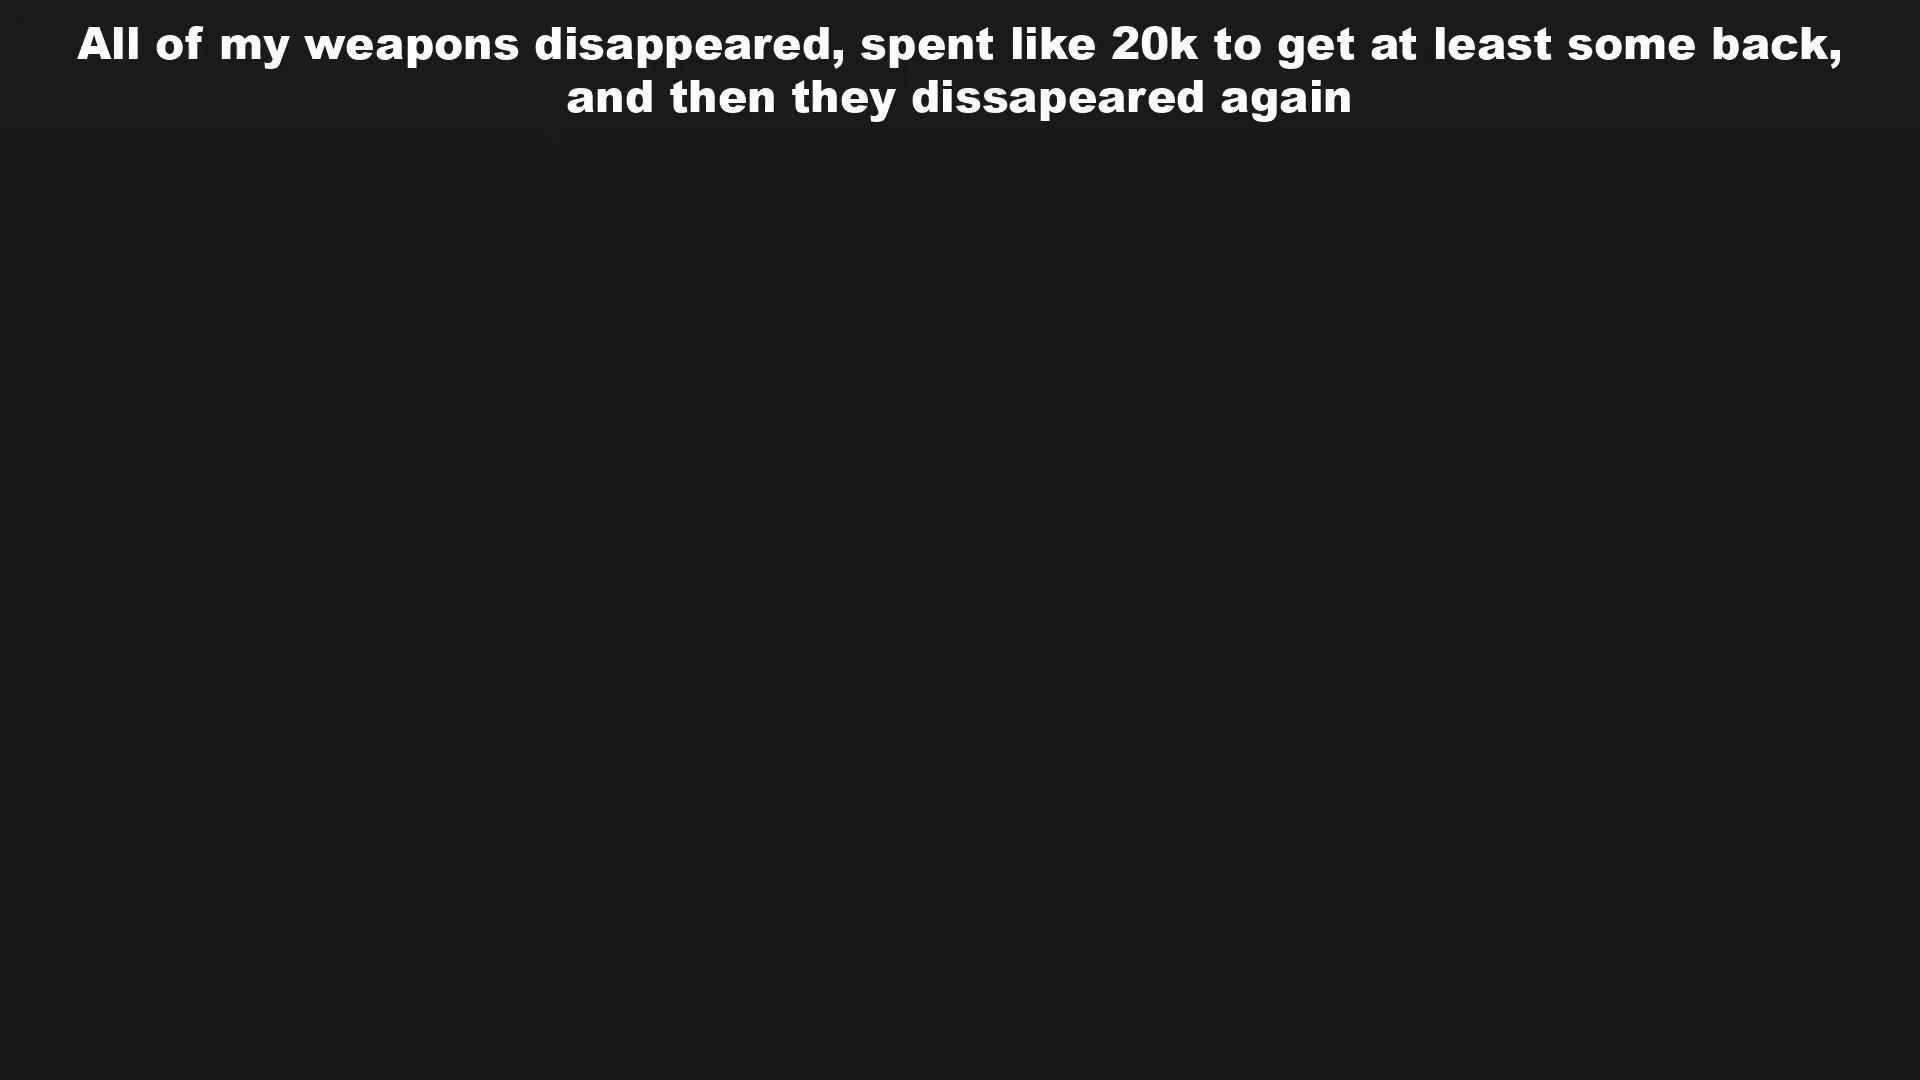 All of my weapons disappeared, spent like 20k to get at least some back,
and then they dissapeared again